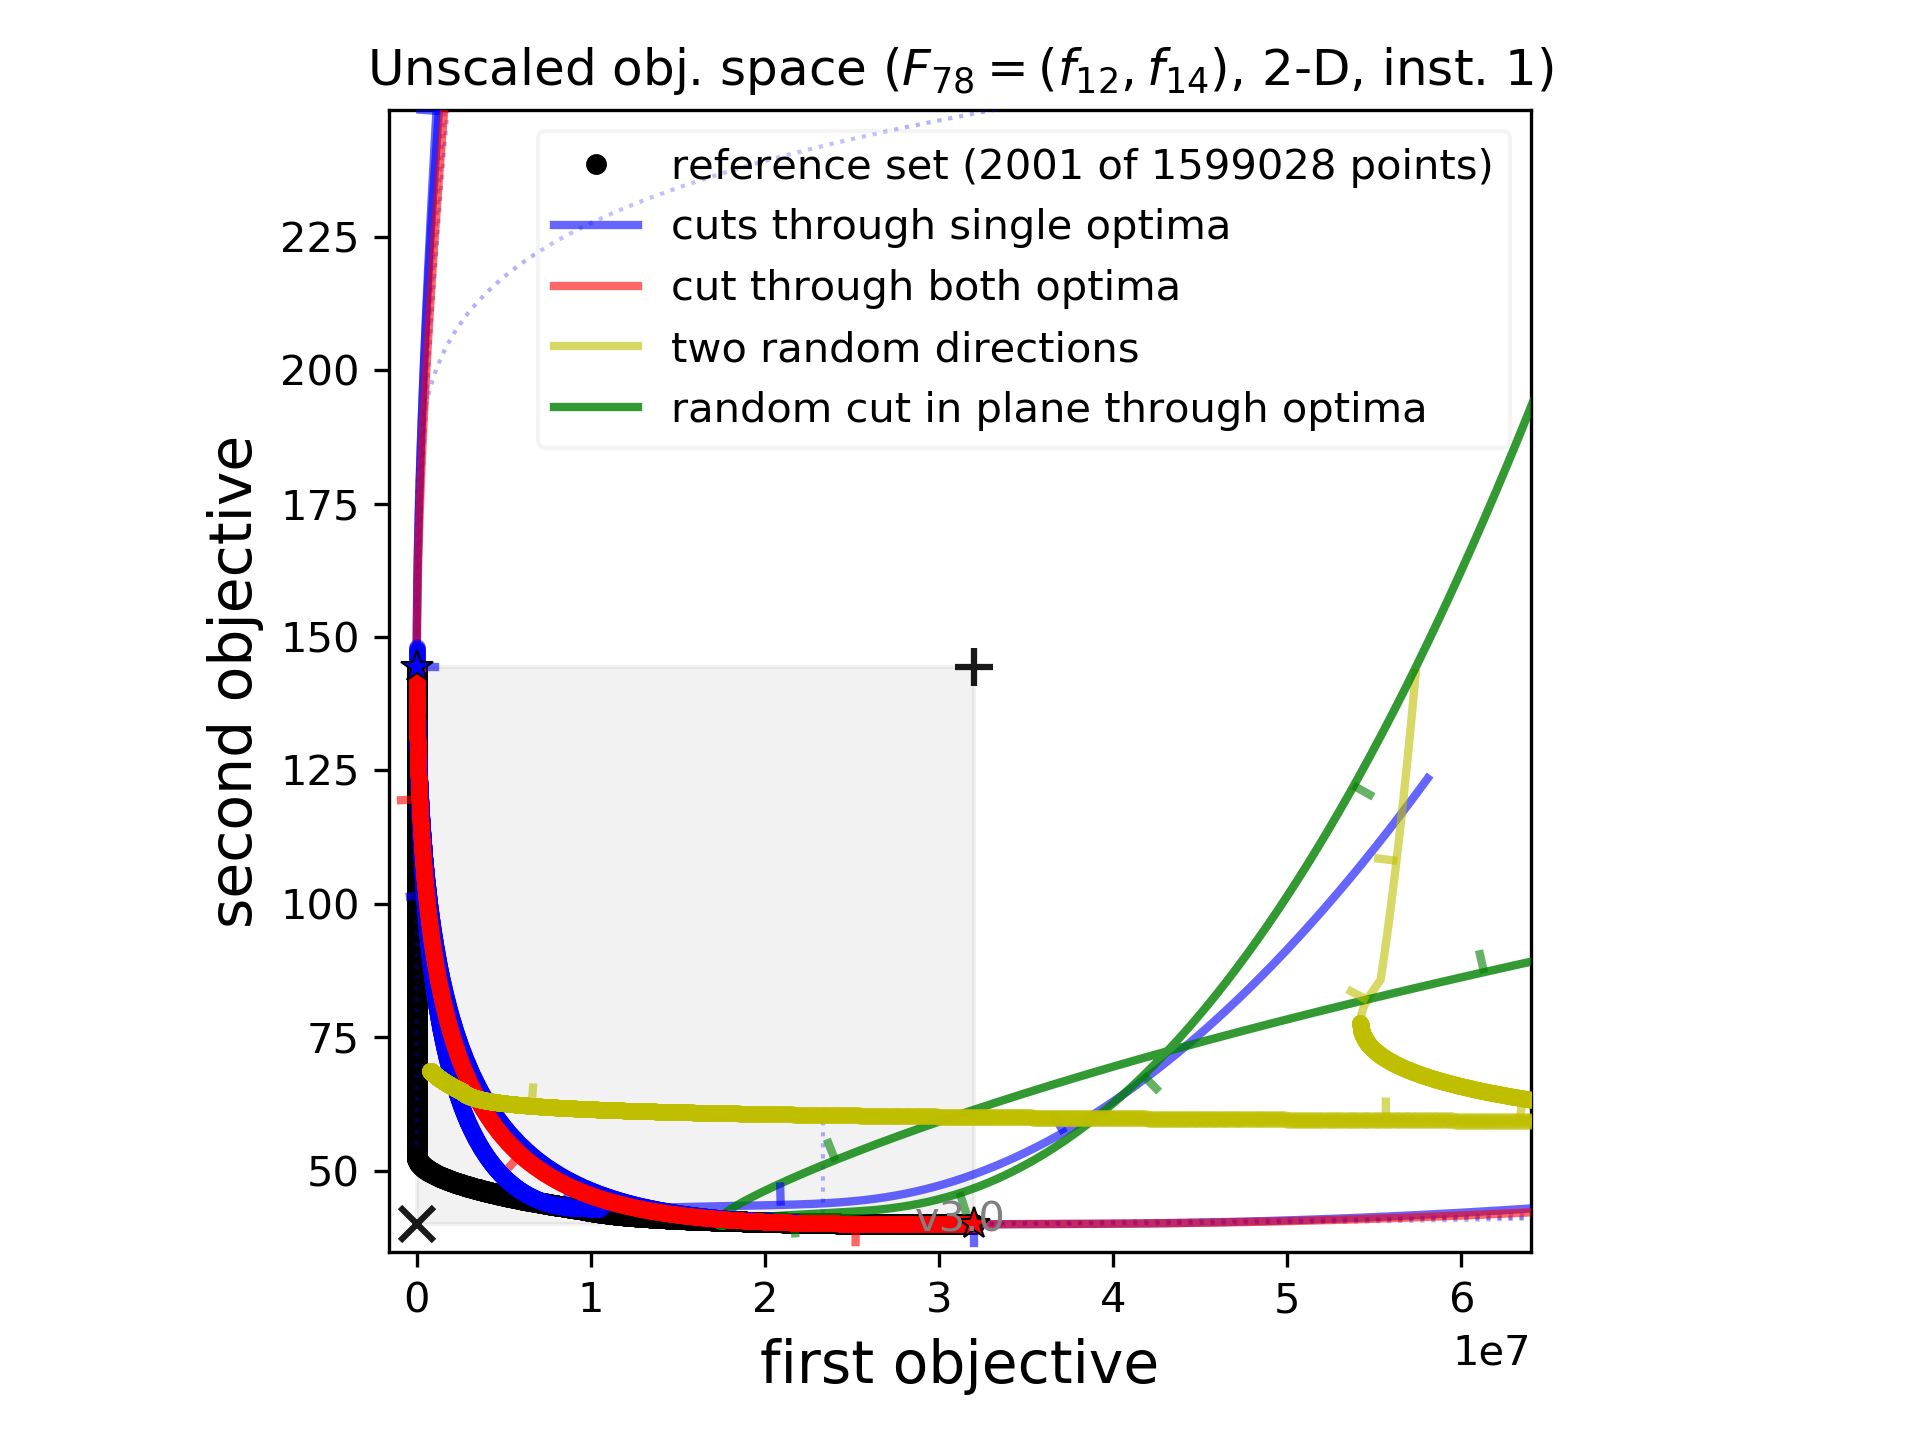 Unscaled obj. space (F₇₈ = (f₁₂, f₁₄), 2-D, inst. 1)
reference set (2001 of 1599028 points)
cuts through single optima
cut through both optima
two random directions
random cut in plane through optima
second objective
225
200
175
150
125
100
75
50
v3.0
0 1 2 3 4 5 6
1e7
first objective